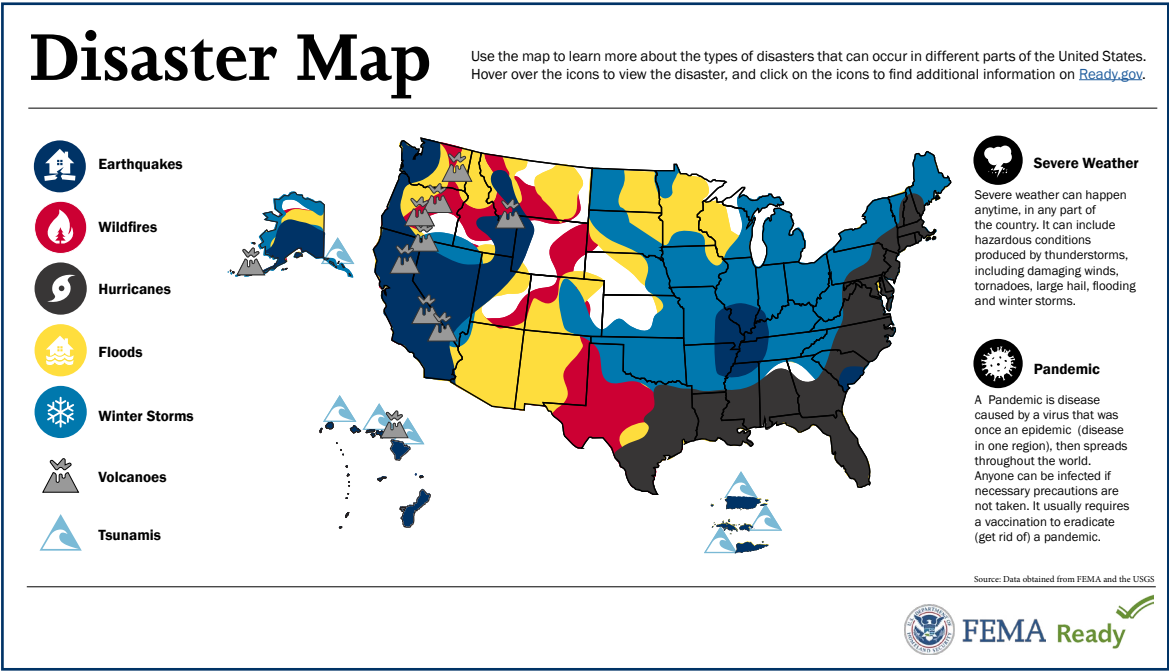 Disaster Map
Use the map to learn more about the types of disasters that can occur in different parts of the United States.
Hover over the icons to view the disaster, and click on the icons to find additional information on Ready.gov.
Earthquakes
Wildfires
Hurricanes
Floods
Winter Storms
Volcanoes
Tsunamis
Severe Weather
Severe weather can happen
anytime, in any part of
the country. It can include
hazardous conditions
produced by thunderstorms,
including damaging winds,
tornadoes, large hail, flooding
and winter storms.
Pandemic
A Pandemic is disease
caused by a virus that was
once an epidemic (disease
in one region), then spreads
throughout the world.
Anyone can be infected if
necessary precautions are
not taken. It usually requires
a vaccination to eradicate
(get rid of) a pandemic.
Source: Data obtained from FEMA and the USGS
U.S. DEPARTMENT OF
HOMELAND SECURITY
FEMA
Ready